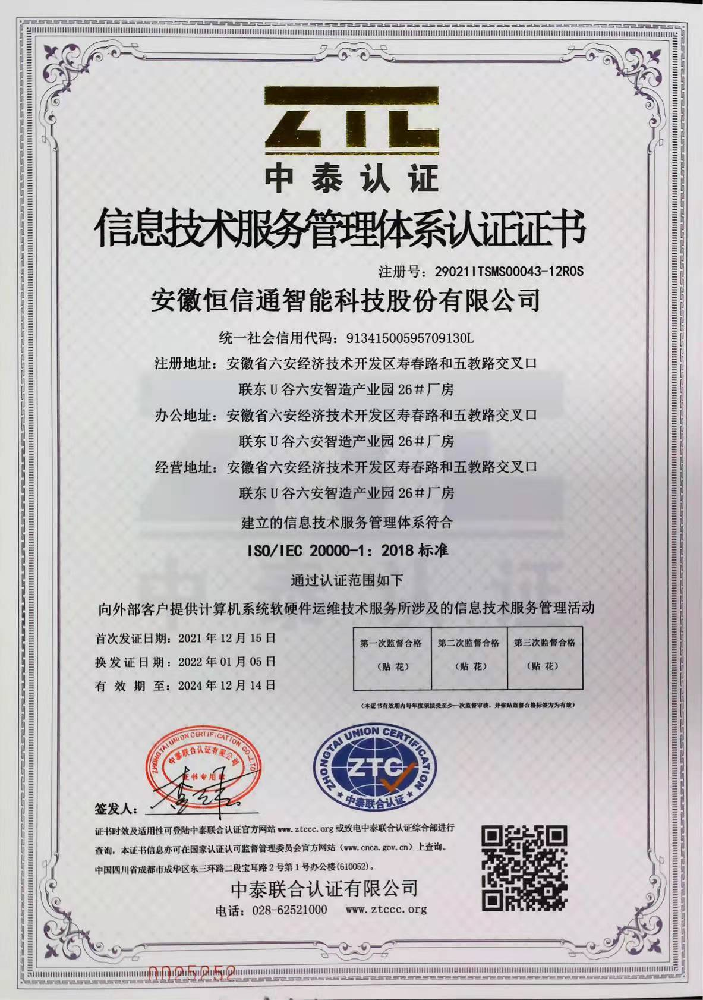 ZTC
中泰认证
信息技术服务管理体系认证证书
注册号：29021ITSMS00043-12R0S
安徽恒信通智能科技股份有限公司
统一社会信用代码：91341500595709130L
注册地址：安徽省六安经济技术开发区寿春路和五教路交叉口
联东U谷六安智造产业园26#厂房
办公地址：安徽省六安经济技术开发区寿春路和五教路交叉口
联东U谷六安智造产业园26#厂房
经营地址：安徽省六安经济技术开发区寿春路和五教路交叉口
联东U谷六安智造产业园26#厂房
建立的信息技术服务管理体系符合
ISO/IEC 20000-1：2018标准
通过认证范围如下
向外部客户提供计算机系统软硬件运维技术服务所涉及的信息技术服务管理活动
首次发证日期：2021年12月15日
换发证日期：2022年01月05日
有效期至：2024年12月14日
第一次监督合格 第二次监督合格 第三次监督合格
（贴花） （贴花） （贴花）
（本证书有效期内每年度须接受至少一次监督审核，并张贴监督合格标签方为有效）
ZHONGTAI UNION CERTIFICATION CO.,LTD
中泰联合认证有限公司
证书专用章
ZHONGTAI UNION CERTIFICATION
ZTC
中泰联合认证
签发人：
证书时效及适用性可登陆中泰联合认证官方网站www.ztccc.org或致电中泰联合认证综合部进行
查询，本证书信息亦可在国家认证认可监督管理委员会官方网站（www.cnca.gov.cn）上查询。
中国四川省成都市成华区东三环路二段宝耳路2号第1号办公楼(610052)。
中泰联合认证有限公司
电话：028-62521000 www.ztccc.org
0025252